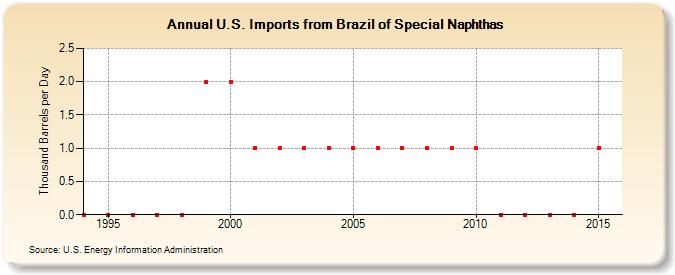 Annual U.S. Imports from Brazil of Special Naphthas
Thousand Barrels per Day
2.5
2.0
1.5
1.0
0.5
0.0
1995 2000 2005 2010 2015
Source: U.S. Energy Information Administration